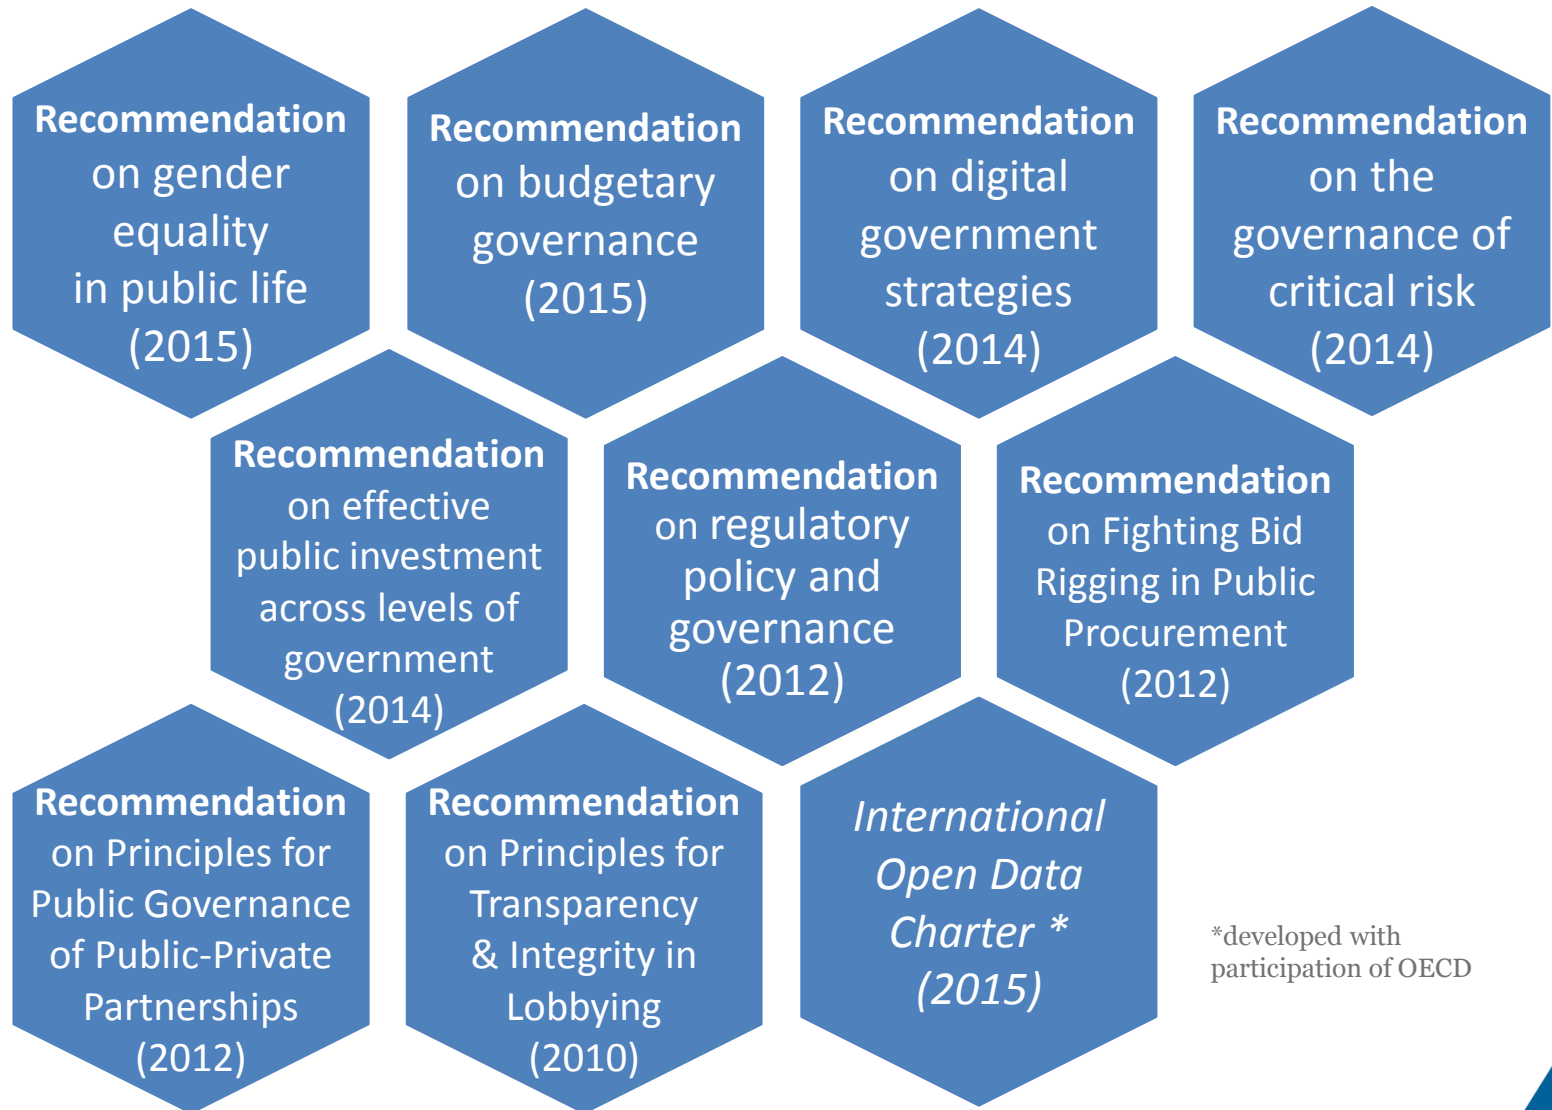 Recommendation
on gender
equality
in public life
(2015)
Recommendation
on budgetary
governance
(2015)
Recommendation
on digital
government
strategies
(2014)
Recommendation
on the
governance of
critical risk
(2014)
Recommendation
on effective
public investment
across levels of
government
(2014)
Recommendation
on regulatory
policy and
governance
(2012)
Recommendation
on Fighting Bid
Rigging in Public
Procurement
(2012)
Recommendation
on Principles for
Public Governance
of Public-Private
Partnerships
(2012)
Recommendation
on Principles for
Transparency
& Integrity in
Lobbying
(2010)
International
Open Data
Charter *
(2015)
*developed with
participation of OECD